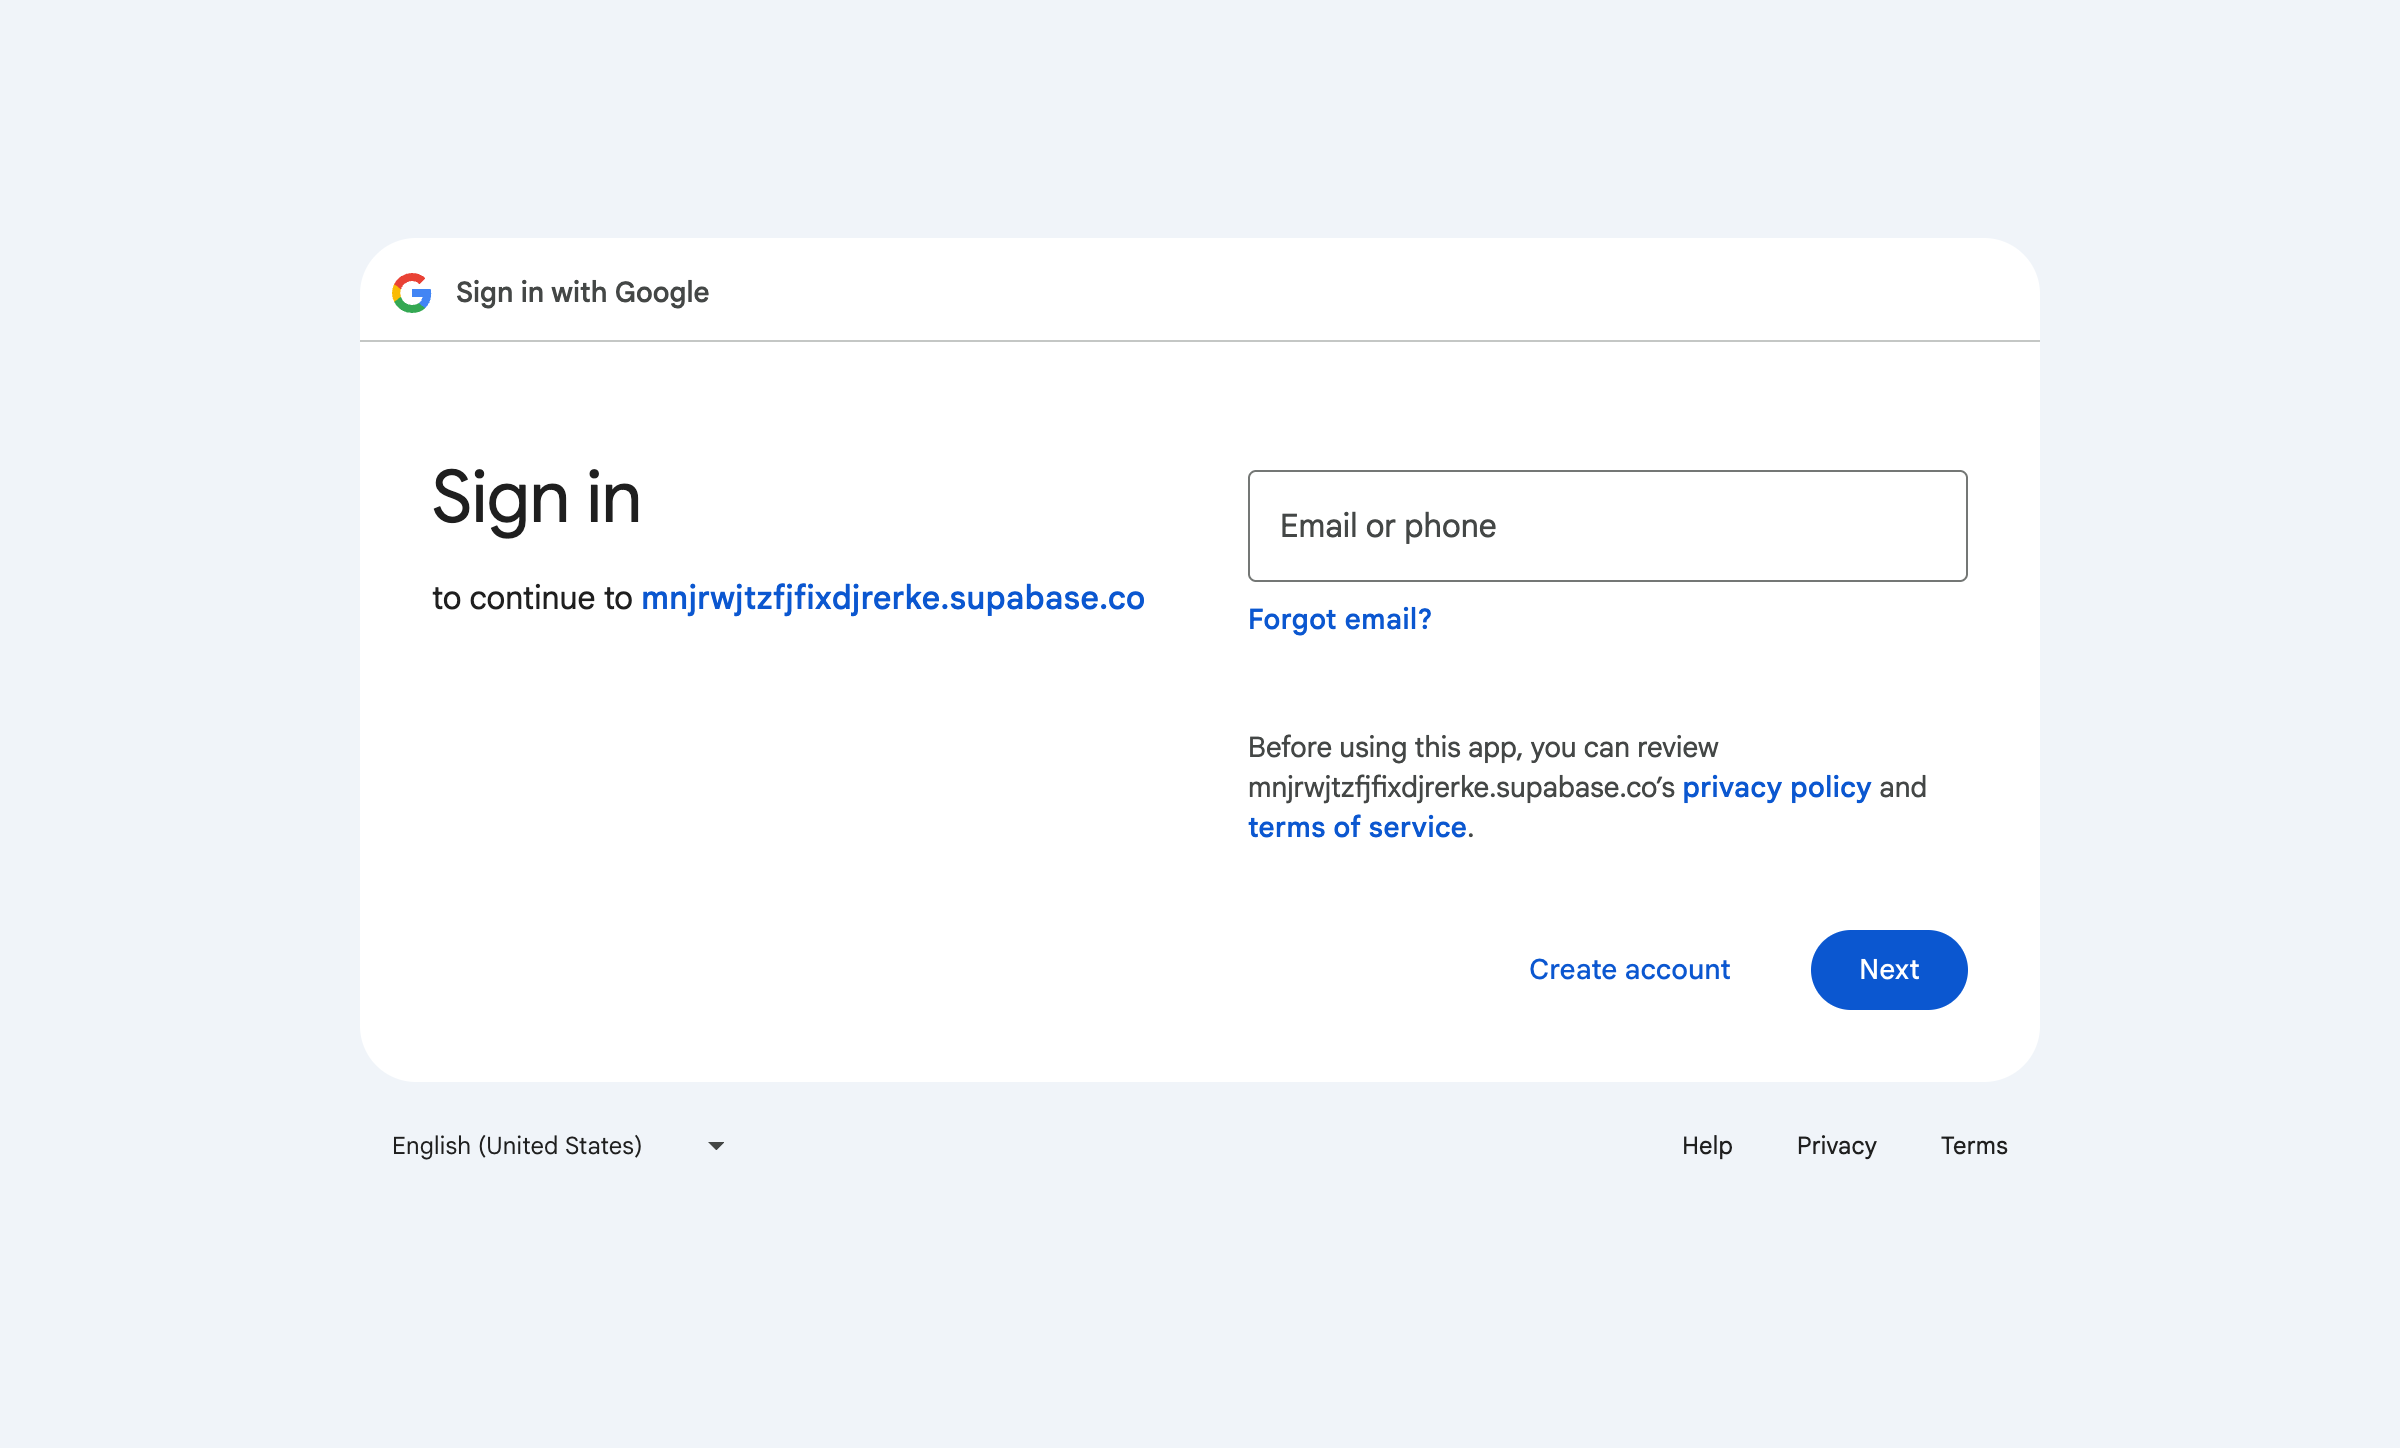 Sign in with Google
Sign in
to continue to mnjrwjtzfjfixdjrerke.supabase.co
Email or phone
Forgot email?
Before using this app, you can review
mnjrwjtzfjfixdjrerke.supabase.co’s privacy policy and
terms of service.
Create account
Next
English (United States)
Help
Privacy
Terms